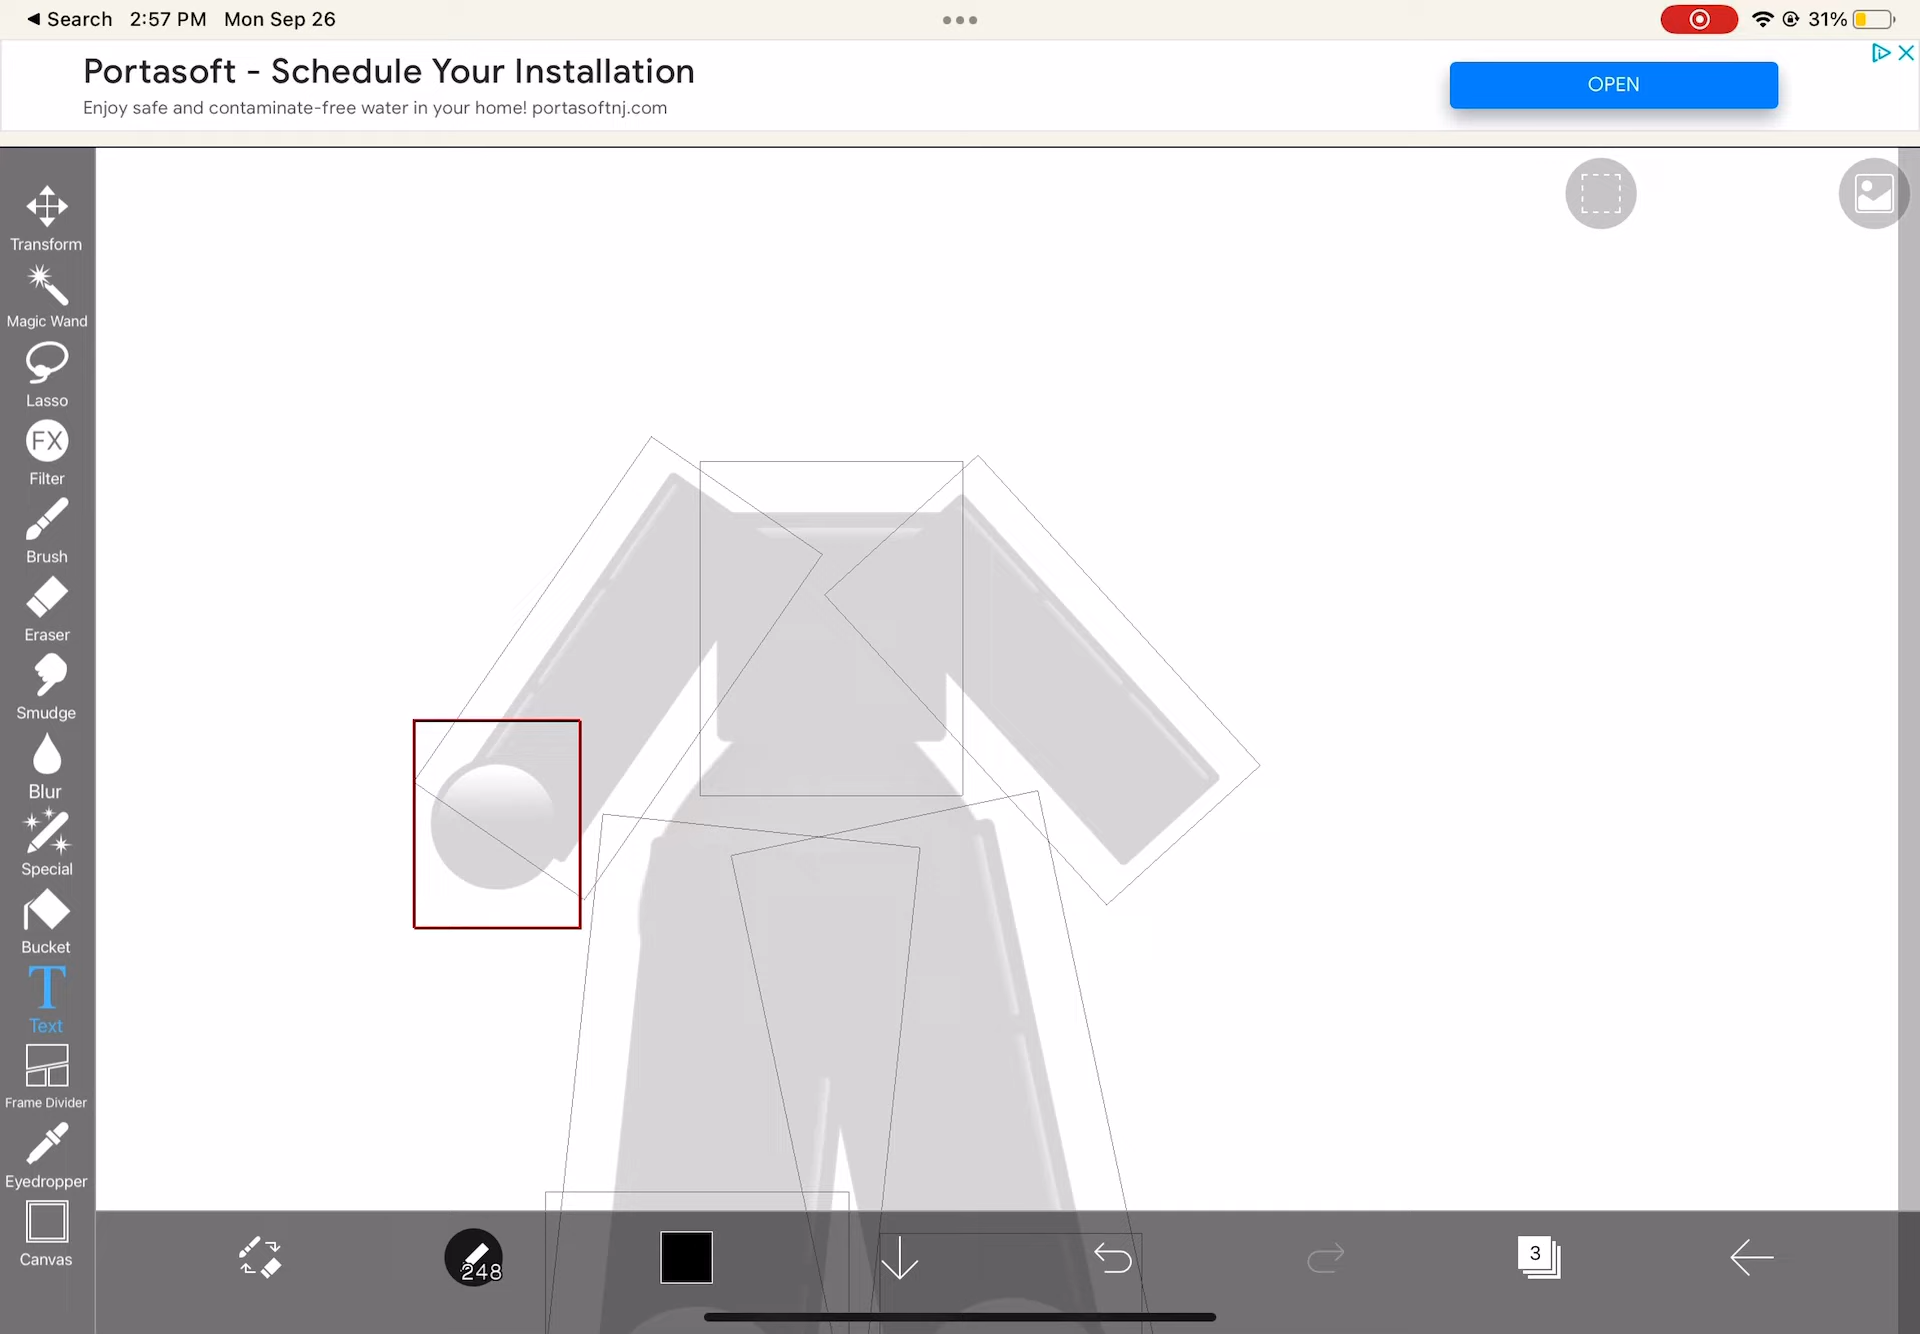 Search 2:57 PM Mon Sep 26
31%
Portasoft - Schedule Your Installation
Enjoy safe and contaminate-free water in your home! portasoftnj.com
OPEN
Transform
Magic Wand
Lasso
FX
Filter
Brush
Eraser
Smudge
Blur
Special
Bucket
T
Text
Frame Divider
Eyedropper
Canvas
248
3